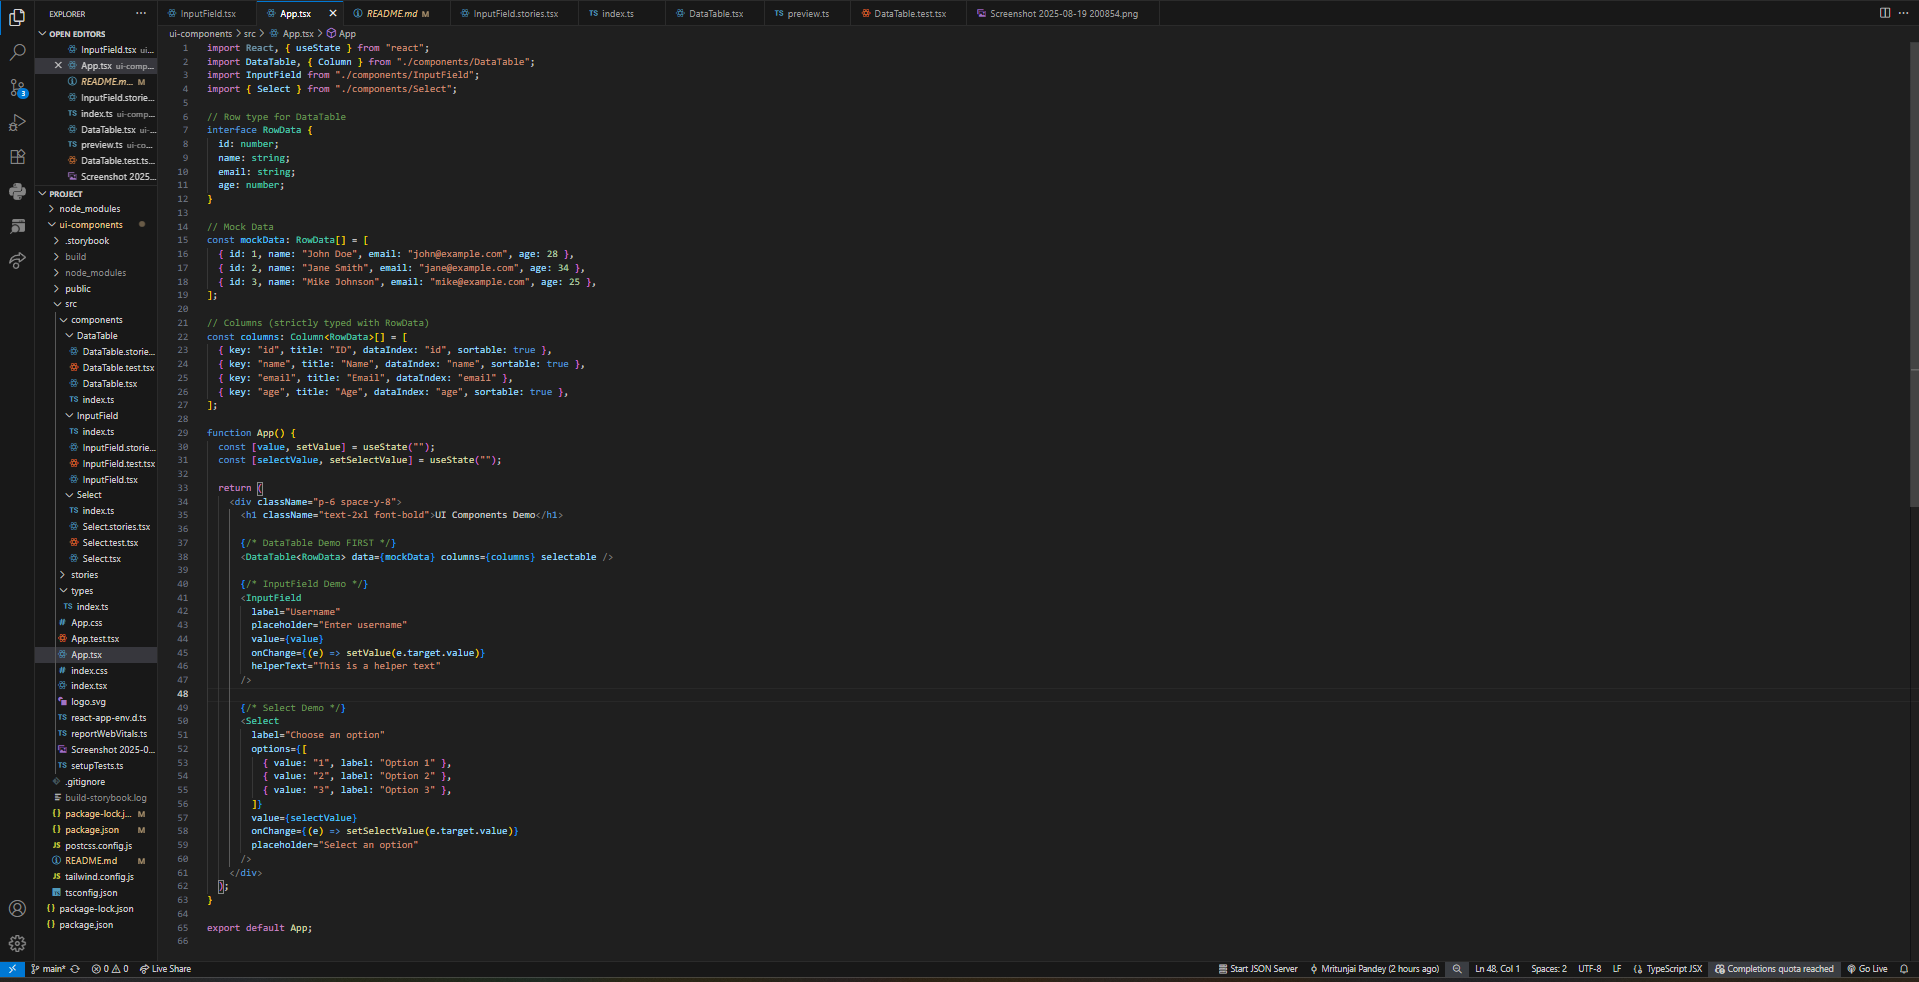 EXPLORER
OPEN EDITORS
InputField.tsx ui...
App.tsx ui-comp...
README.m... M
InputField.storie...
TS index.ts ui-comp...
DataTable.tsx ui-...
TS preview.ts ui-co...
DataTable.test.ts...
Screenshot 2025...
PROJECT
node_modules
ui-components
.storybook
build
node_modules
public
src
components
DataTable
DataTable.storie...
DataTable.test.tsx
DataTable.tsx
TS index.ts
InputField
TS index.ts
InputField.storie...
InputField.test.tsx
InputField.tsx
Select
TS index.ts
Select.stories.tsx
Select.test.tsx
Select.tsx
stories
types
TS index.ts
# App.css
App.test.tsx
App.tsx
# index.css
index.tsx
logo.svg
TS react-app-env.d.ts
TS reportWebVitals.ts
Screenshot 2025-0...
TS setupTests.ts
.gitignore
build-storybook.log
{} package-lock.j... M
{} package.json M
JS postcss.config.js
README.md M
JS tailwind.config.js
tsconfig.json
{} package-lock.json
{} package.json
3
InputField.tsx App.tsx README.md M InputField.stories.tsx TS index.ts DataTable.tsx TS preview.ts DataTable.test.tsx Screenshot 2025-08-19 200854.png
ui-components > src > App.tsx > App
1 import React, { useState } from "react";
2 import DataTable, { Column } from "./components/DataTable";
3 import InputField from "./components/InputField";
4 import { Select } from "./components/Select";
5
6 // Row type for DataTable
7 interface RowData {
8 id: number;
9 name: string;
10 email: string;
11 age: number;
12 }
13
14 // Mock Data
15 const mockData: RowData[] = [
16 { id: 1, name: "John Doe", email: "john@example.com", age: 28 },
17 { id: 2, name: "Jane Smith", email: "jane@example.com", age: 34 },
18 { id: 3, name: "Mike Johnson", email: "mike@example.com", age: 25 },
19 ];
20
21 // Columns (strictly typed with RowData)
22 const columns: Column<RowData>[] = [
23 { key: "id", title: "ID", dataIndex: "id", sortable: true },
24 { key: "name", title: "Name", dataIndex: "name", sortable: true },
25 { key: "email", title: "Email", dataIndex: "email" },
26 { key: "age", title: "Age", dataIndex: "age", sortable: true },
27 ];
28
29 function App() {
30 const [value, setValue] = useState("");
31 const [selectValue, setSelectValue] = useState("");
32
33 return (
34 <div className="p-6 space-y-8">
35 <h1 className="text-2xl font-bold">UI Components Demo</h1>
36
37 {/* DataTable Demo FIRST */}
38 <DataTable<RowData> data={mockData} columns={columns} selectable />
39
40 {/* InputField Demo */}
41 <InputField
42 label="Username"
43 placeholder="Enter username"
44 value={value}
45 onChange={(e) => setValue(e.target.value)}
46 helperText="This is a helper text"
47 />
48
49 {/* Select Demo */}
50 <Select
51 label="Choose an option"
52 options={[
53 { value: "1", label: "Option 1" },
54 { value: "2", label: "Option 2" },
55 { value: "3", label: "Option 3" },
56 ]}
57 value={selectValue}
58 onChange={(e) => setSelectValue(e.target.value)}
59 placeholder="Select an option"
60 />
61 </div>
62 );
63 }
64
65 export default App;
66
main* 0 0 Live Share Start JSON Server Mritunjai Pandey (2 hours ago) Ln 48, Col 1 Spaces: 2 UTF-8 LF {} TypeScript JSX Completions quota reached Go Live